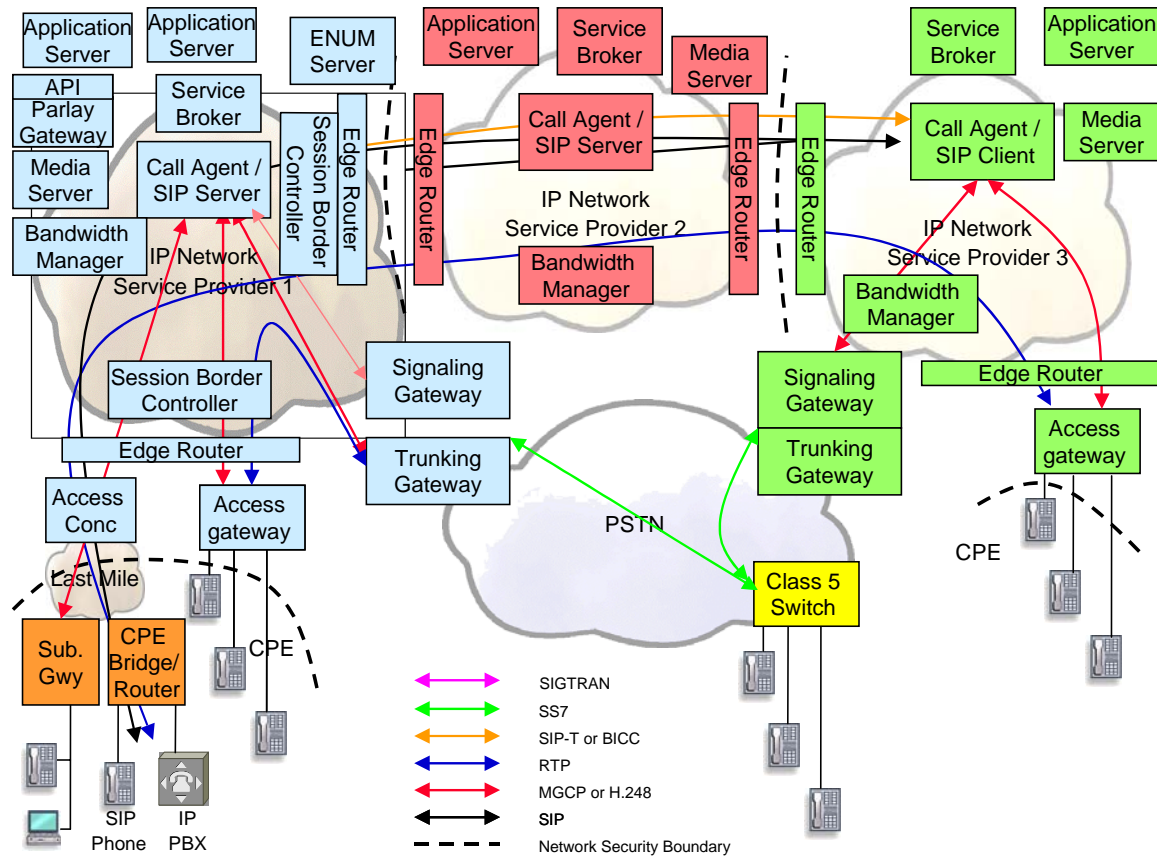 Application
Server
Application
Server
ENUM
Server
Application
Server
Service
Broker
Media
Server
Service
Broker
Application
Server
API
Parlay
Gateway
Service
Broker
Media
Server
Call Agent /
SIP Server
Session Border
Controller
Edge Router
Edge Router
Call Agent /
SIP Server
Edge Router
Edge Router
Call Agent /
SIP Client
Media
Server
Bandwidth
Manager
IP Network
Service Provider 1
IP Network
Service Provider 2
Bandwidth
Manager
IP Network
Service Provider 3
Bandwidth
Manager
Session Border
Controller
Signaling
Gateway
Signaling
Gateway
Edge Router
Edge Router
Trunking
Gateway
Trunking
Gateway
Access
gateway
Access
Conc
Access
gateway
PSTN
CPE
Last Mile
Class 5
Switch
Sub.
Gwy
CPE
Bridge/
Router
CPE
SIP
Phone
IP
PBX
SIGTRAN
SS7
SIP-T or BICC
RTP
MGCP or H.248
SIP
Network Security Boundary